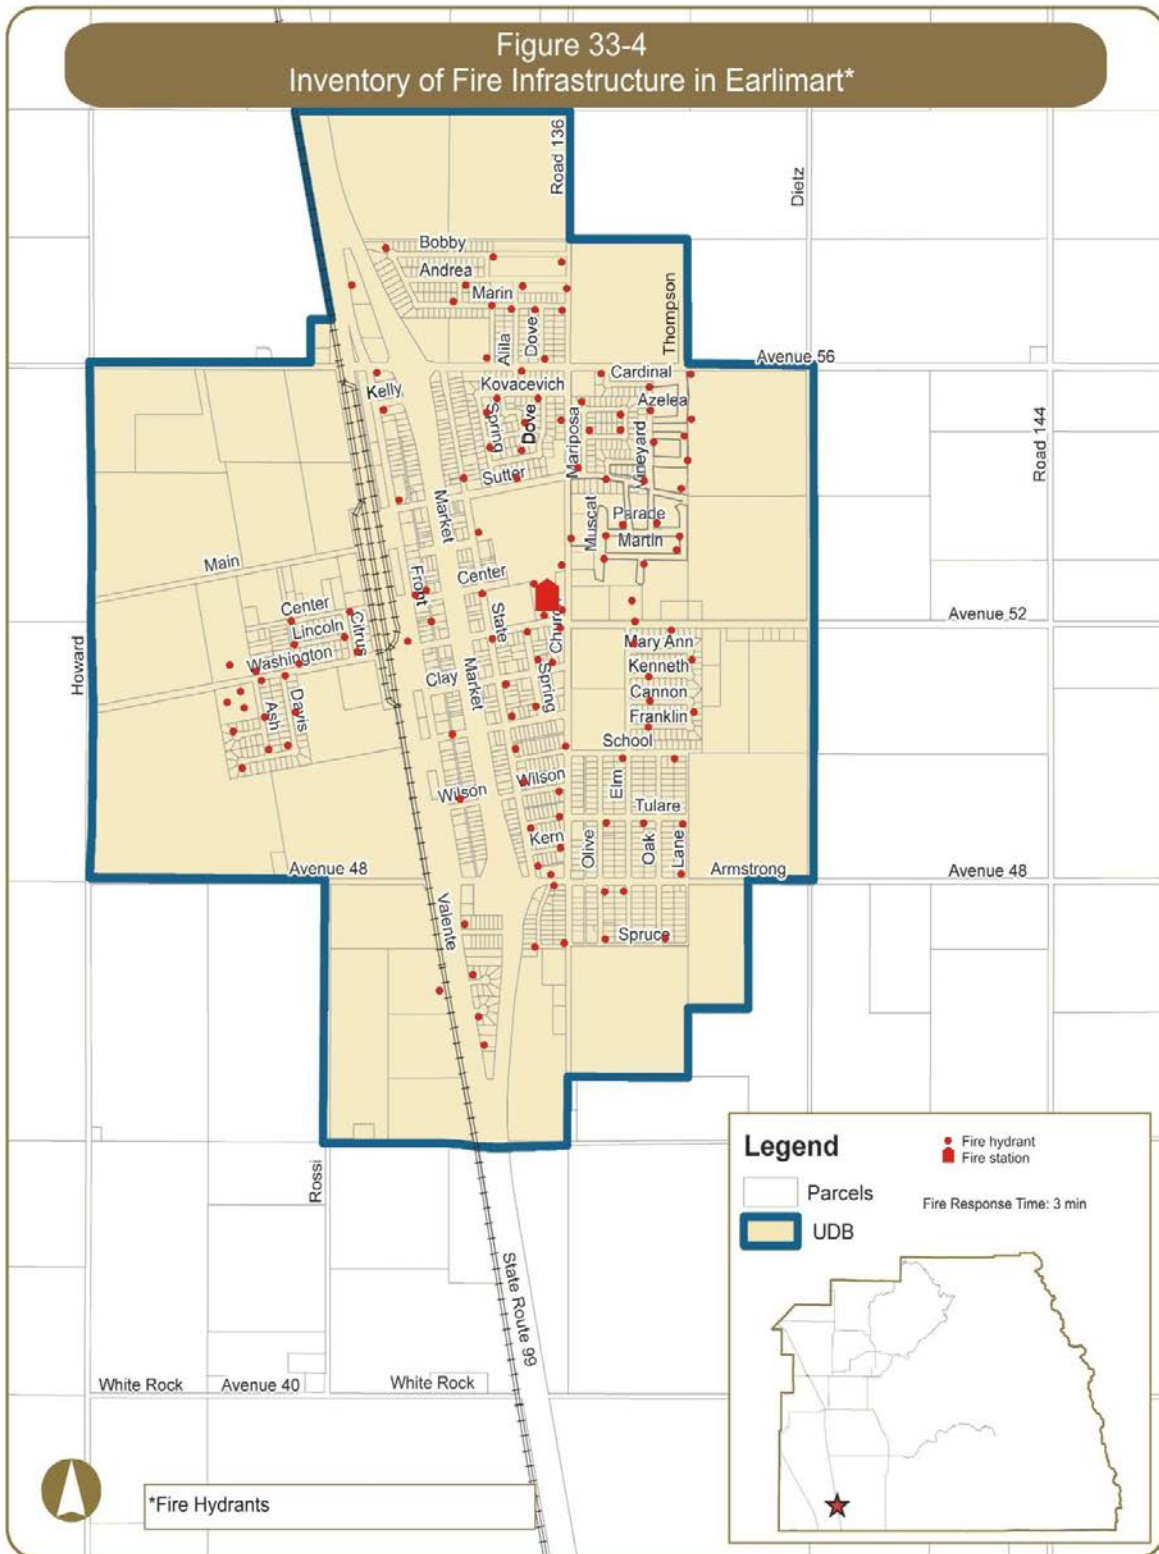 Figure 33-4
Inventory of Fire Infrastructure in Earlimart*
Road 136
Dietz
Bobby
Andrea
Marin
Alila
Dove
Thompson
Avenue 56
Cardinal
Kovacevich
Azelea
Kelly
Spring
Dove
Mariposa
Vineyard
Road 144
Sutter
Market
Muscat
Parade
Martin
Main
Center
Front
Center
State
Avenue 52
Lincoln
Citrus
Washington
Mary Ann
Howard
Clay
Market
Spring
Kenneth
Cannon
Ash
Davis
Franklin
School
Wilson
Wilson
Elm
Tulare
Kern
Olive
Oak
Lane
Avenue 48
Armstrong
Avenue 48
Valente
Spruce
Rossi
State Route 99
White Rock
Avenue 40
White Rock
Legend
Fire hydrant
Fire station
Parcels
Fire Response Time: 3 min
UDB
*Fire Hydrants